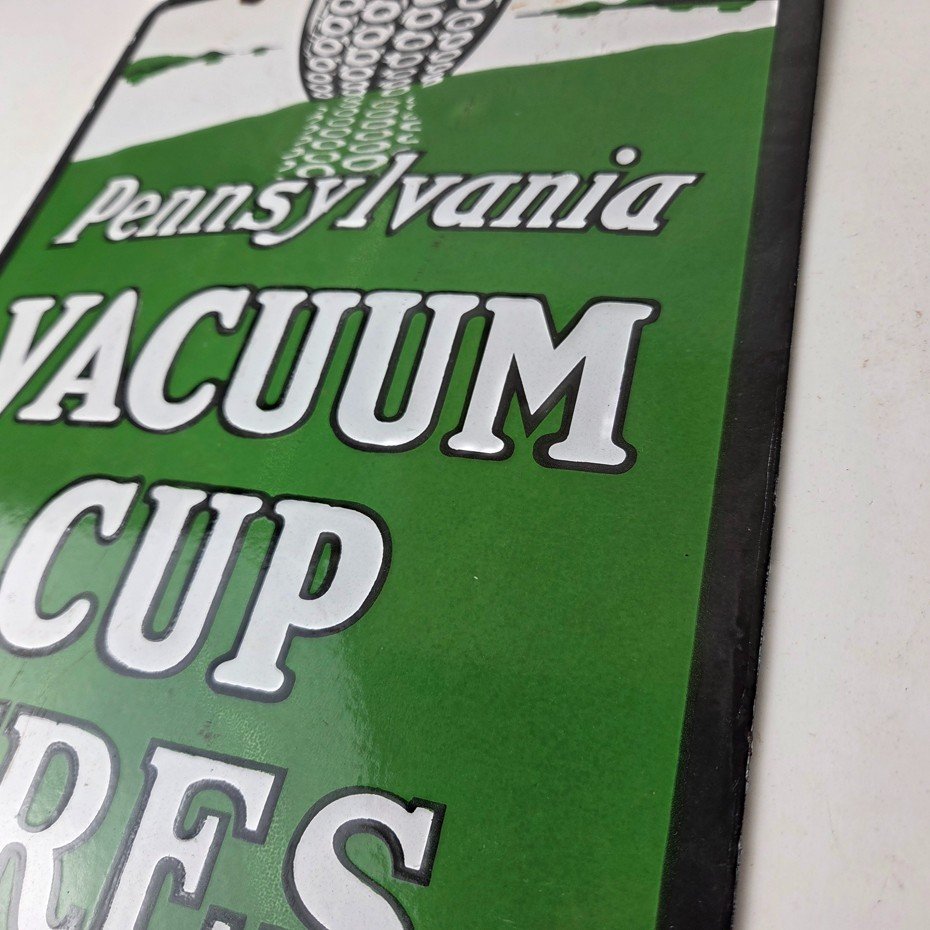 Pennsylvania
VACUUM
CUP
RES